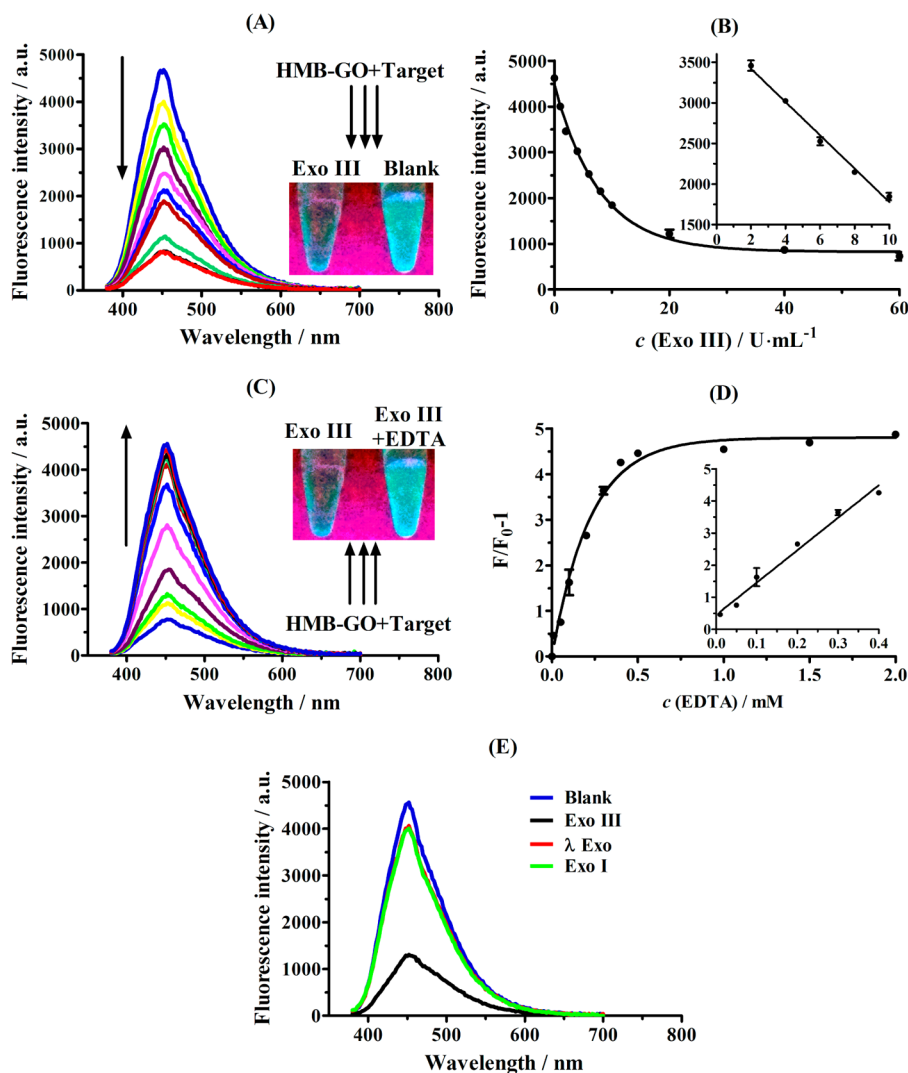 (A)
HMB-GO+Target
Exo III Blank
Fluorescence intensity / a.u.
5000
4000
3000
2000
1000
0
400 500 600 700 800
Wavelength / nm
(B)
Fluorescence intensity / a.u.
5000
4000
3000
2000
1000
0
0 20 40 60
c (Exo III) / U·mL⁻¹
3500
3000
2500
2000
1500
0 2 4 6 8 10
(C)
Exo III
Exo III
+EDTA
HMB-GO+Target
Fluorescence intensity / a.u.
5000
4000
3000
2000
1000
0
400 500 600 700 800
Wavelength / nm
(D)
F/F₀-1
6
5
4
3
2
1
0
0.0 0.5 1.0 1.5 2.0
c (EDTA) / mM
5
4
3
2
1
0
0.0 0.1 0.2 0.3 0.4
(E)
Fluorescence intensity / a.u.
5000
4000
3000
2000
1000
0
400 500 600 700 800
Wavelength / nm
Blank
Exo III
λ Exo
Exo I